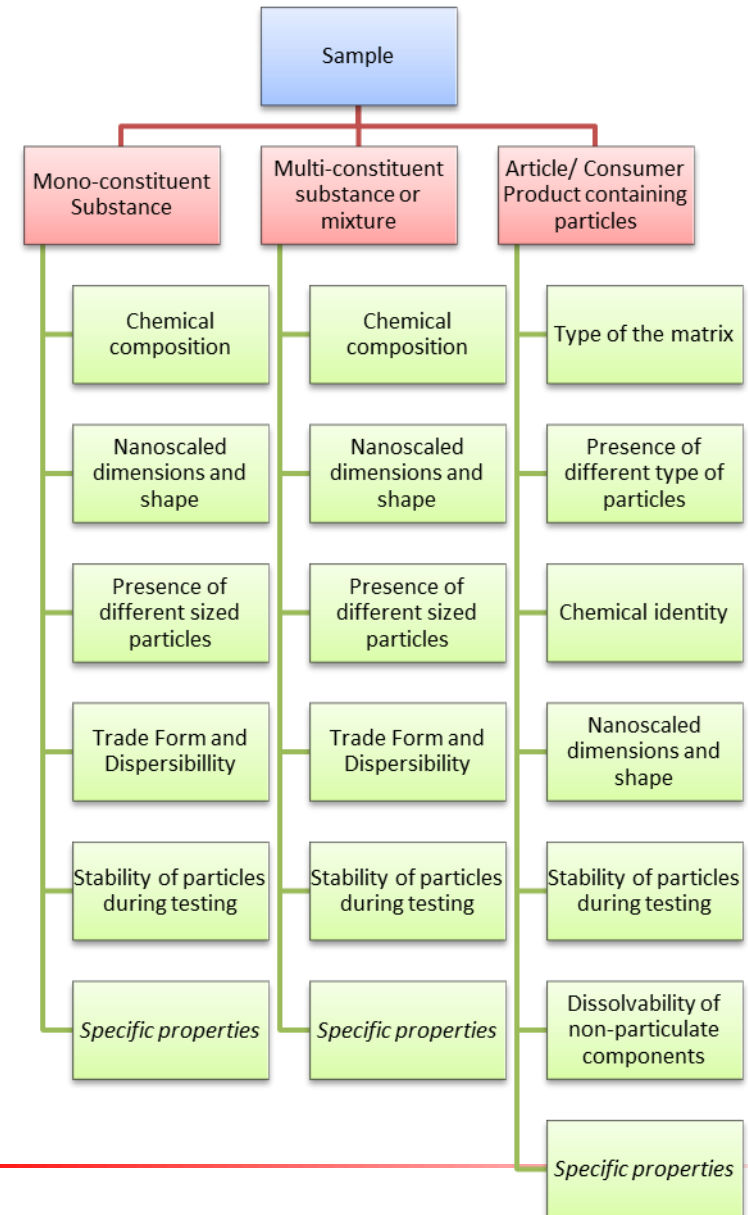 Sample
Mono-constituent
Substance
Multi-constituent
substance or
mixture
Article/ Consumer
Product containing
particles
Chemical
composition
Nanoscaled
dimensions and
shape
Presence of
different sized
particles
Trade Form and
Dispersibillity
Stability of particles
during testing
Specific properties
Chemical
composition
Nanoscaled
dimensions and
shape
Presence of
different sized
particles
Trade Form and
Dispersibility
Stability of particles
during testing
Specific properties
Type of the matrix
Presence of
different type of
particles
Chemical identity
Nanoscaled
dimensions and
shape
Stability of particles
during testing
Dissolvability of
non-particulate
components
Specific properties